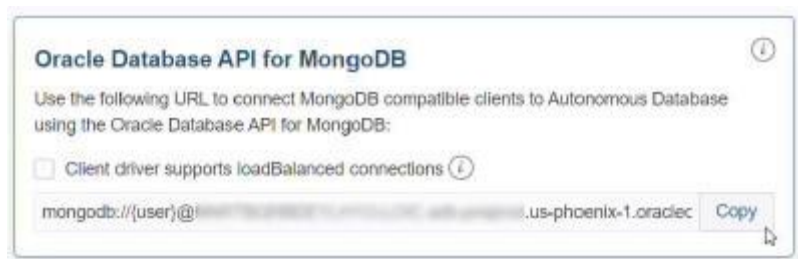 Oracle Database API for MongoDB
Use the following URL to connect MongoDB compatible clients to Autonomous Database
using the Oracle Database API for MongoDB:
Client driver supports loadBalanced connections
mongodb://{user}@ .us-phoenix-1.oraclec Copy